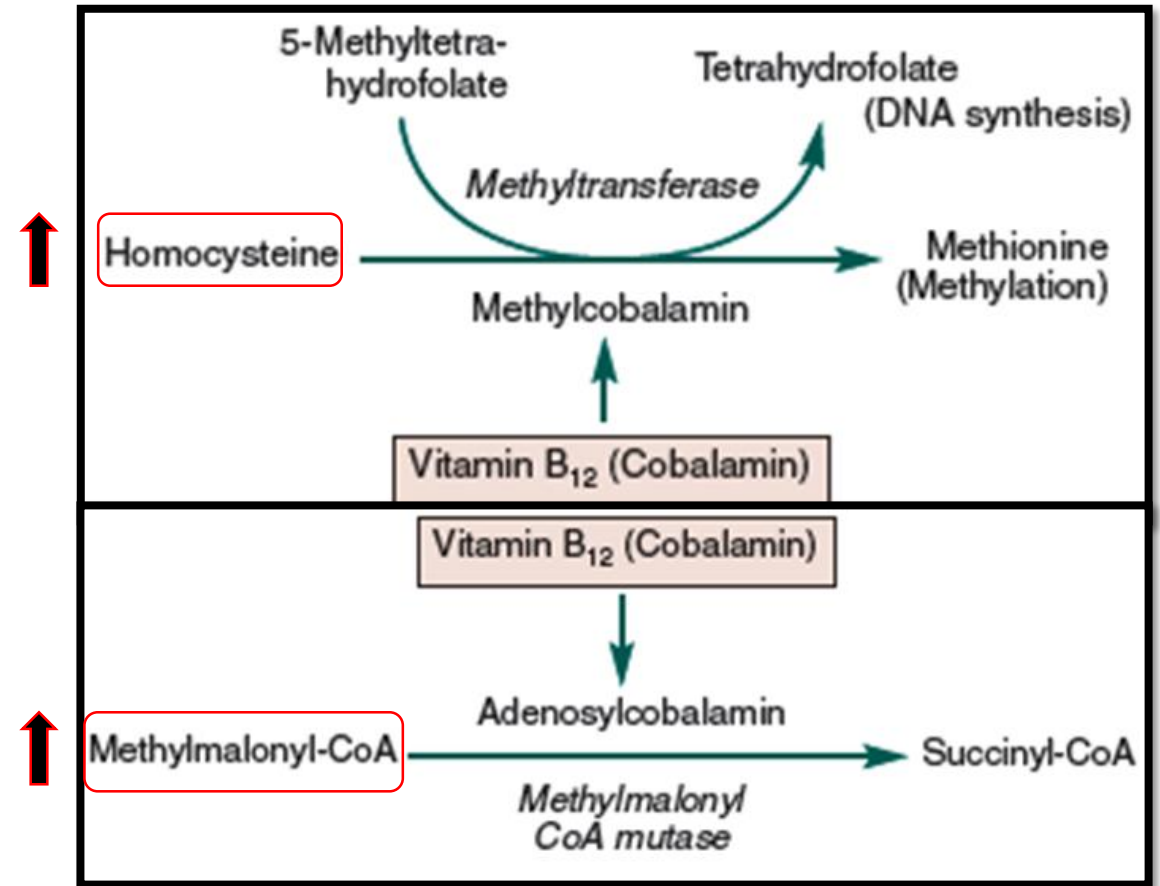 5-Methyltetra-
hydrofolate
Tetrahydrofolate
(DNA synthesis)
Methyltransferase
Homocysteine
Methionine
(Methylation)
Methylcobalamin
Vitamin B₁₂ (Cobalamin)
Vitamin B₁₂ (Cobalamin)
Adenosylcobalamin
Methylmalonyl-CoA
Succinyl-CoA
Methylmalonyl
CoA mutase